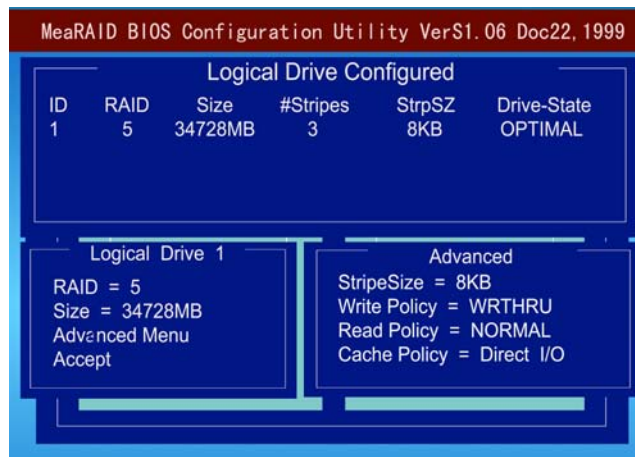 MeaRAID BIOS Configuration Utility VerS1.06 Doc22,1999
Logical Drive Configured
ID RAID Size #Stripes StrpSZ Drive-State
1 5 34728MB 3 8KB OPTIMAL
Logical Drive 1
RAID = 5
Size = 34728MB
Advanced Menu
Accept
Advanced
StripeSize = 8KB
Write Policy = WRTHRU
Read Policy = NORMAL
Cache Policy = Direct I/O